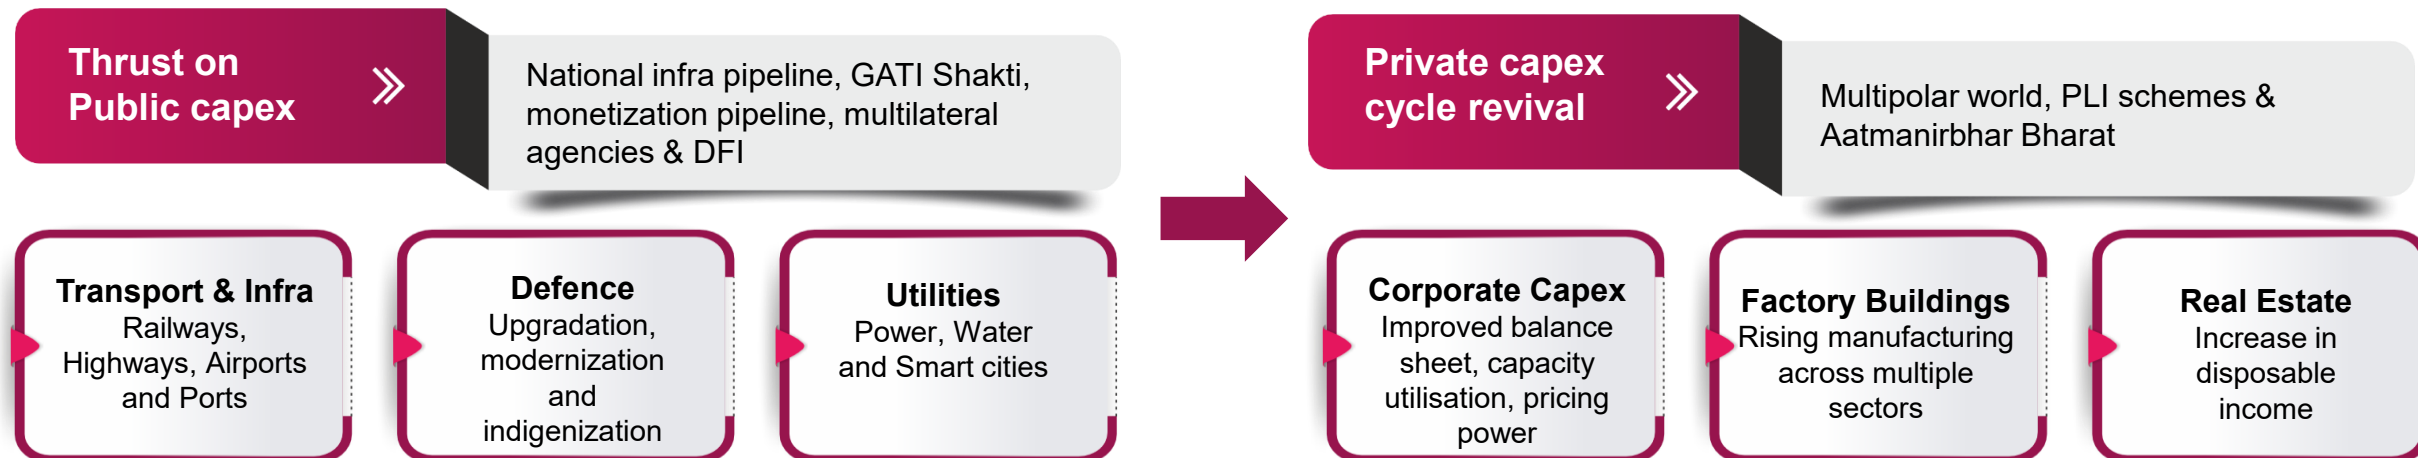 Thrust on
Public capex
National infra pipeline, GATI Shakti,
monetization pipeline, multilateral
agencies & DFI
Private capex
cycle revival
Multipolar world, PLI schemes &
Aatmanirbhar Bharat
Transport & Infra
Railways,
Highways, Airports
and Ports
Defence
Upgradation,
modernization
and
indigenization
Utilities
Power, Water
and Smart cities
Corporate Capex
Improved balance
sheet, capacity
utilisation, pricing
power
Factory Buildings
Rising manufacturing
across multiple
sectors
Real Estate
Increase in
disposable
income